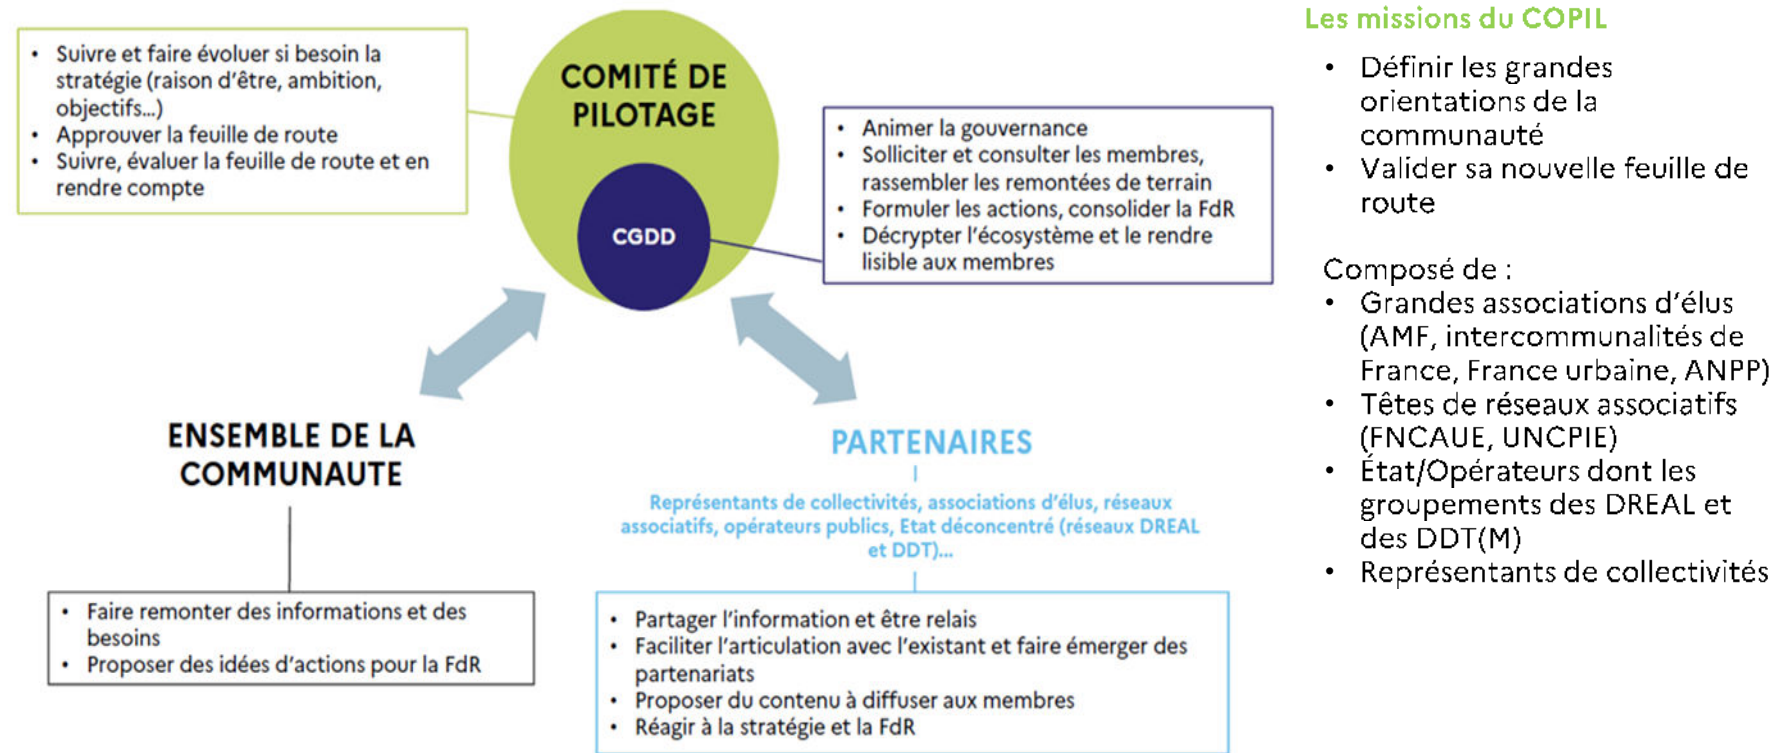 • Suivre et faire évoluer si besoin la
stratégie (raison d'être, ambition,
objectifs...)
• Approuver la feuille de route
• Suivre, évaluer la feuille de route et en
rendre compte
COMITÉ DE
PILOTAGE
CGDD
• Animer la gouvernance
• Solliciter et consulter les membres,
rassembler les remontées de terrain
• Formuler les actions, consolider la FdR
• Décrypter l'écosystème et le rendre
lisible aux membres
ENSEMBLE DE LA
COMMUNAUTE
• Faire remonter des informations et des
besoins
• Proposer des idées d'actions pour la FdR
PARTENAIRES
Représentants de collectivités, associations d'élus, réseaux
associatifs, opérateurs publics, Etat déconcentré (réseaux DREAL
et DDT)...
• Partager l'information et être relais
• Faciliter l'articulation avec l'existant et faire émerger des
partenariats
• Proposer du contenu à diffuser aux membres
• Réagir à la stratégie et la FdR
Les missions du COPIL
• Définir les grandes
orientations de la
communauté
• Valider sa nouvelle feuille de
route
Composé de :
• Grandes associations d'élus
(AMF, intercommunalités de
France, France urbaine, ANPP)
• Têtes de réseaux associatifs
(FNCAUE, UNCPIE)
• État/Opérateurs dont les
groupements des DREAL et
des DDT(M)
• Représentants de collectivités